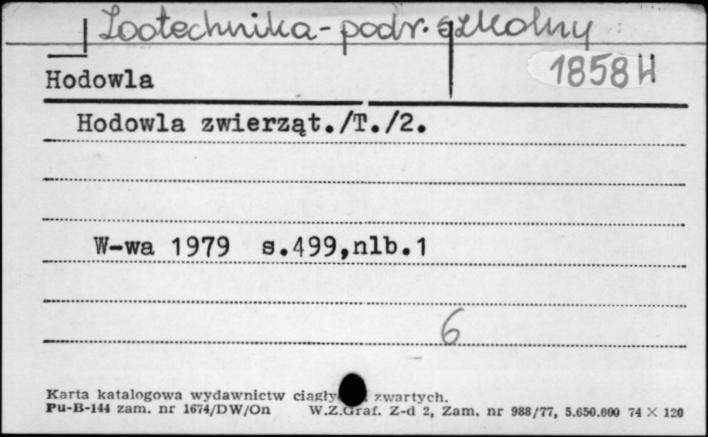 Zootechnika - podr. szkolny
1858 H
Hodowla
Hodowla zwierząt./T./2.
W-wa 1979 s.499,nlb.1
6
Karta katalogowa wydawnictw zwartych.
Pu-B-144 zam. nr 1674/DW/On W.Z.Graf. Z-d 2, Zam. nr 988/77, 5.650.000 74 × 120